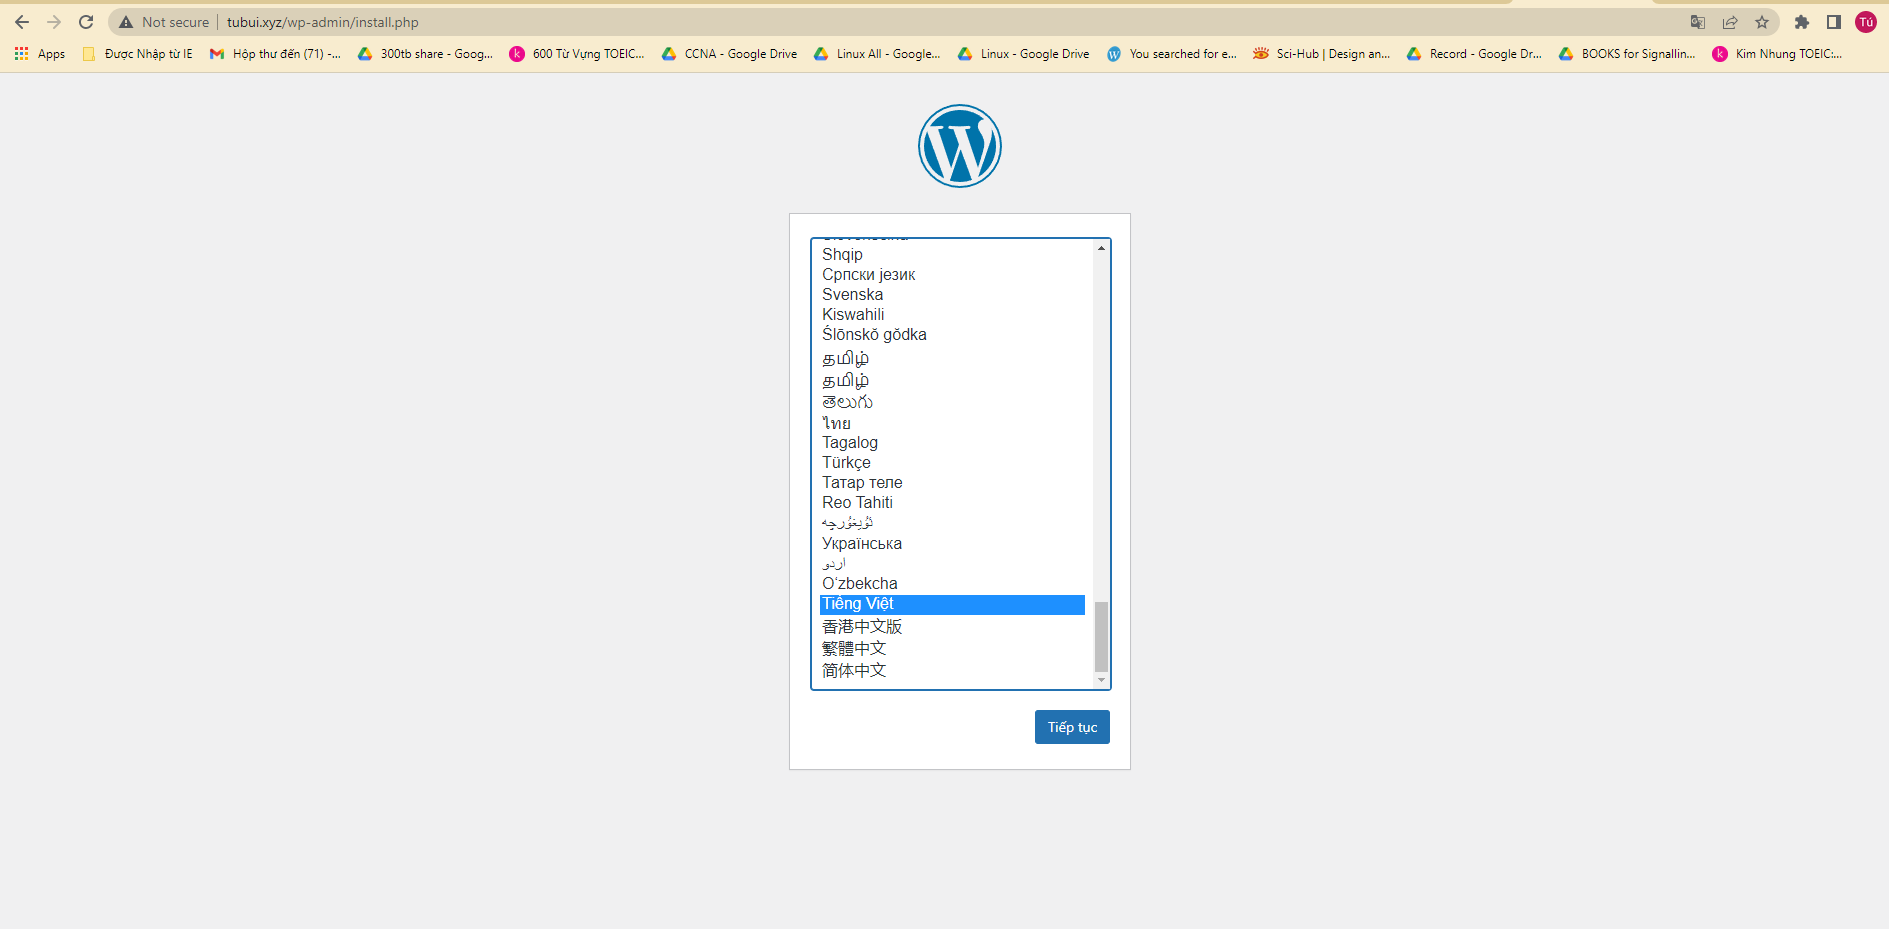 Not secure | tubui.xyz/wp-admin/install.php
Tú
Apps
Được Nhập từ IE
Hộp thư đến (71) -...
300tb share - Goog...
600 Từ Vựng TOEIC...
CCNA - Google Drive
Linux All - Google...
Linux - Google Drive
You searched for e...
Sci-Hub | Design an...
Record - Google Dr...
BOOKS for Signallin...
Kim Nhung TOEIC:...
Shqip
Српски језик
Svenska
Kiswahili
Ślōnskŏ gŏdka
தமிழ்
தமிழ்
తెలుగు
ไทย
Tagalog
Türkçe
Татар теле
Reo Tahiti
ئۇيغۇرچە
Українська
اردو
O‘zbekcha
Tiếng Việt
香港中文版
繁體中文
简体中文
Tiếp tục